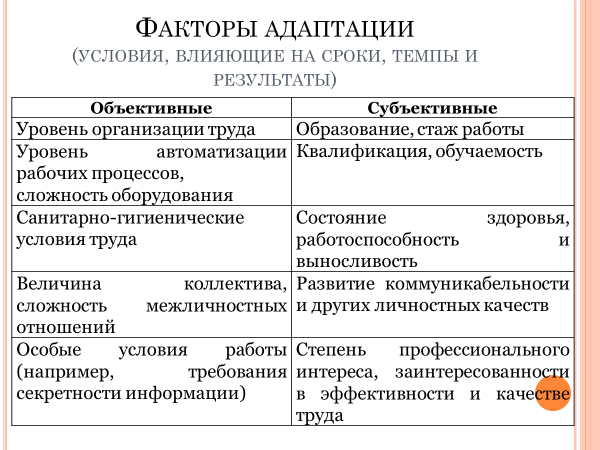 Факторы адаптации
(условия, влияющие на сроки, темпы и
результаты)
Объективные
Субъективные
Уровень организации труда
Образование, стаж работы
Уровень автоматизации
рабочих процессов,
сложность оборудования
Квалификация, обучаемость
Санитарно-гигиенические
условия труда
Состояние здоровья,
работоспособность и
выносливость
Величина коллектива,
сложность межличностных
отношений
Развитие коммуникабельности
и других личностных качеств
Особые условия работы
(например, требования
секретности информации)
Степень профессионального
интереса, заинтересованности
в эффективности и качестве
труда